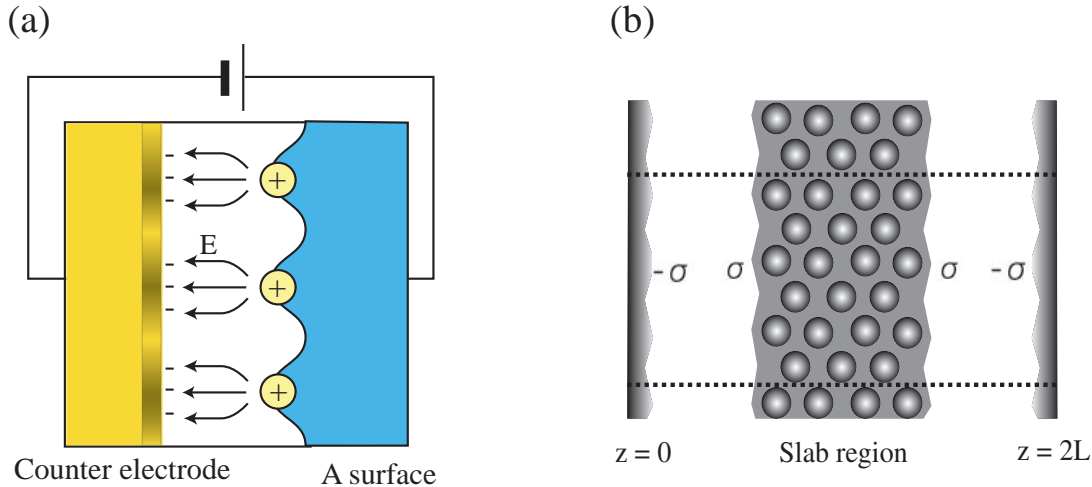 (a)
(b)
+
+
+
E
- σ
σ
σ
- σ
Counter electrode
A surface
z = 0
Slab region
z = 2L